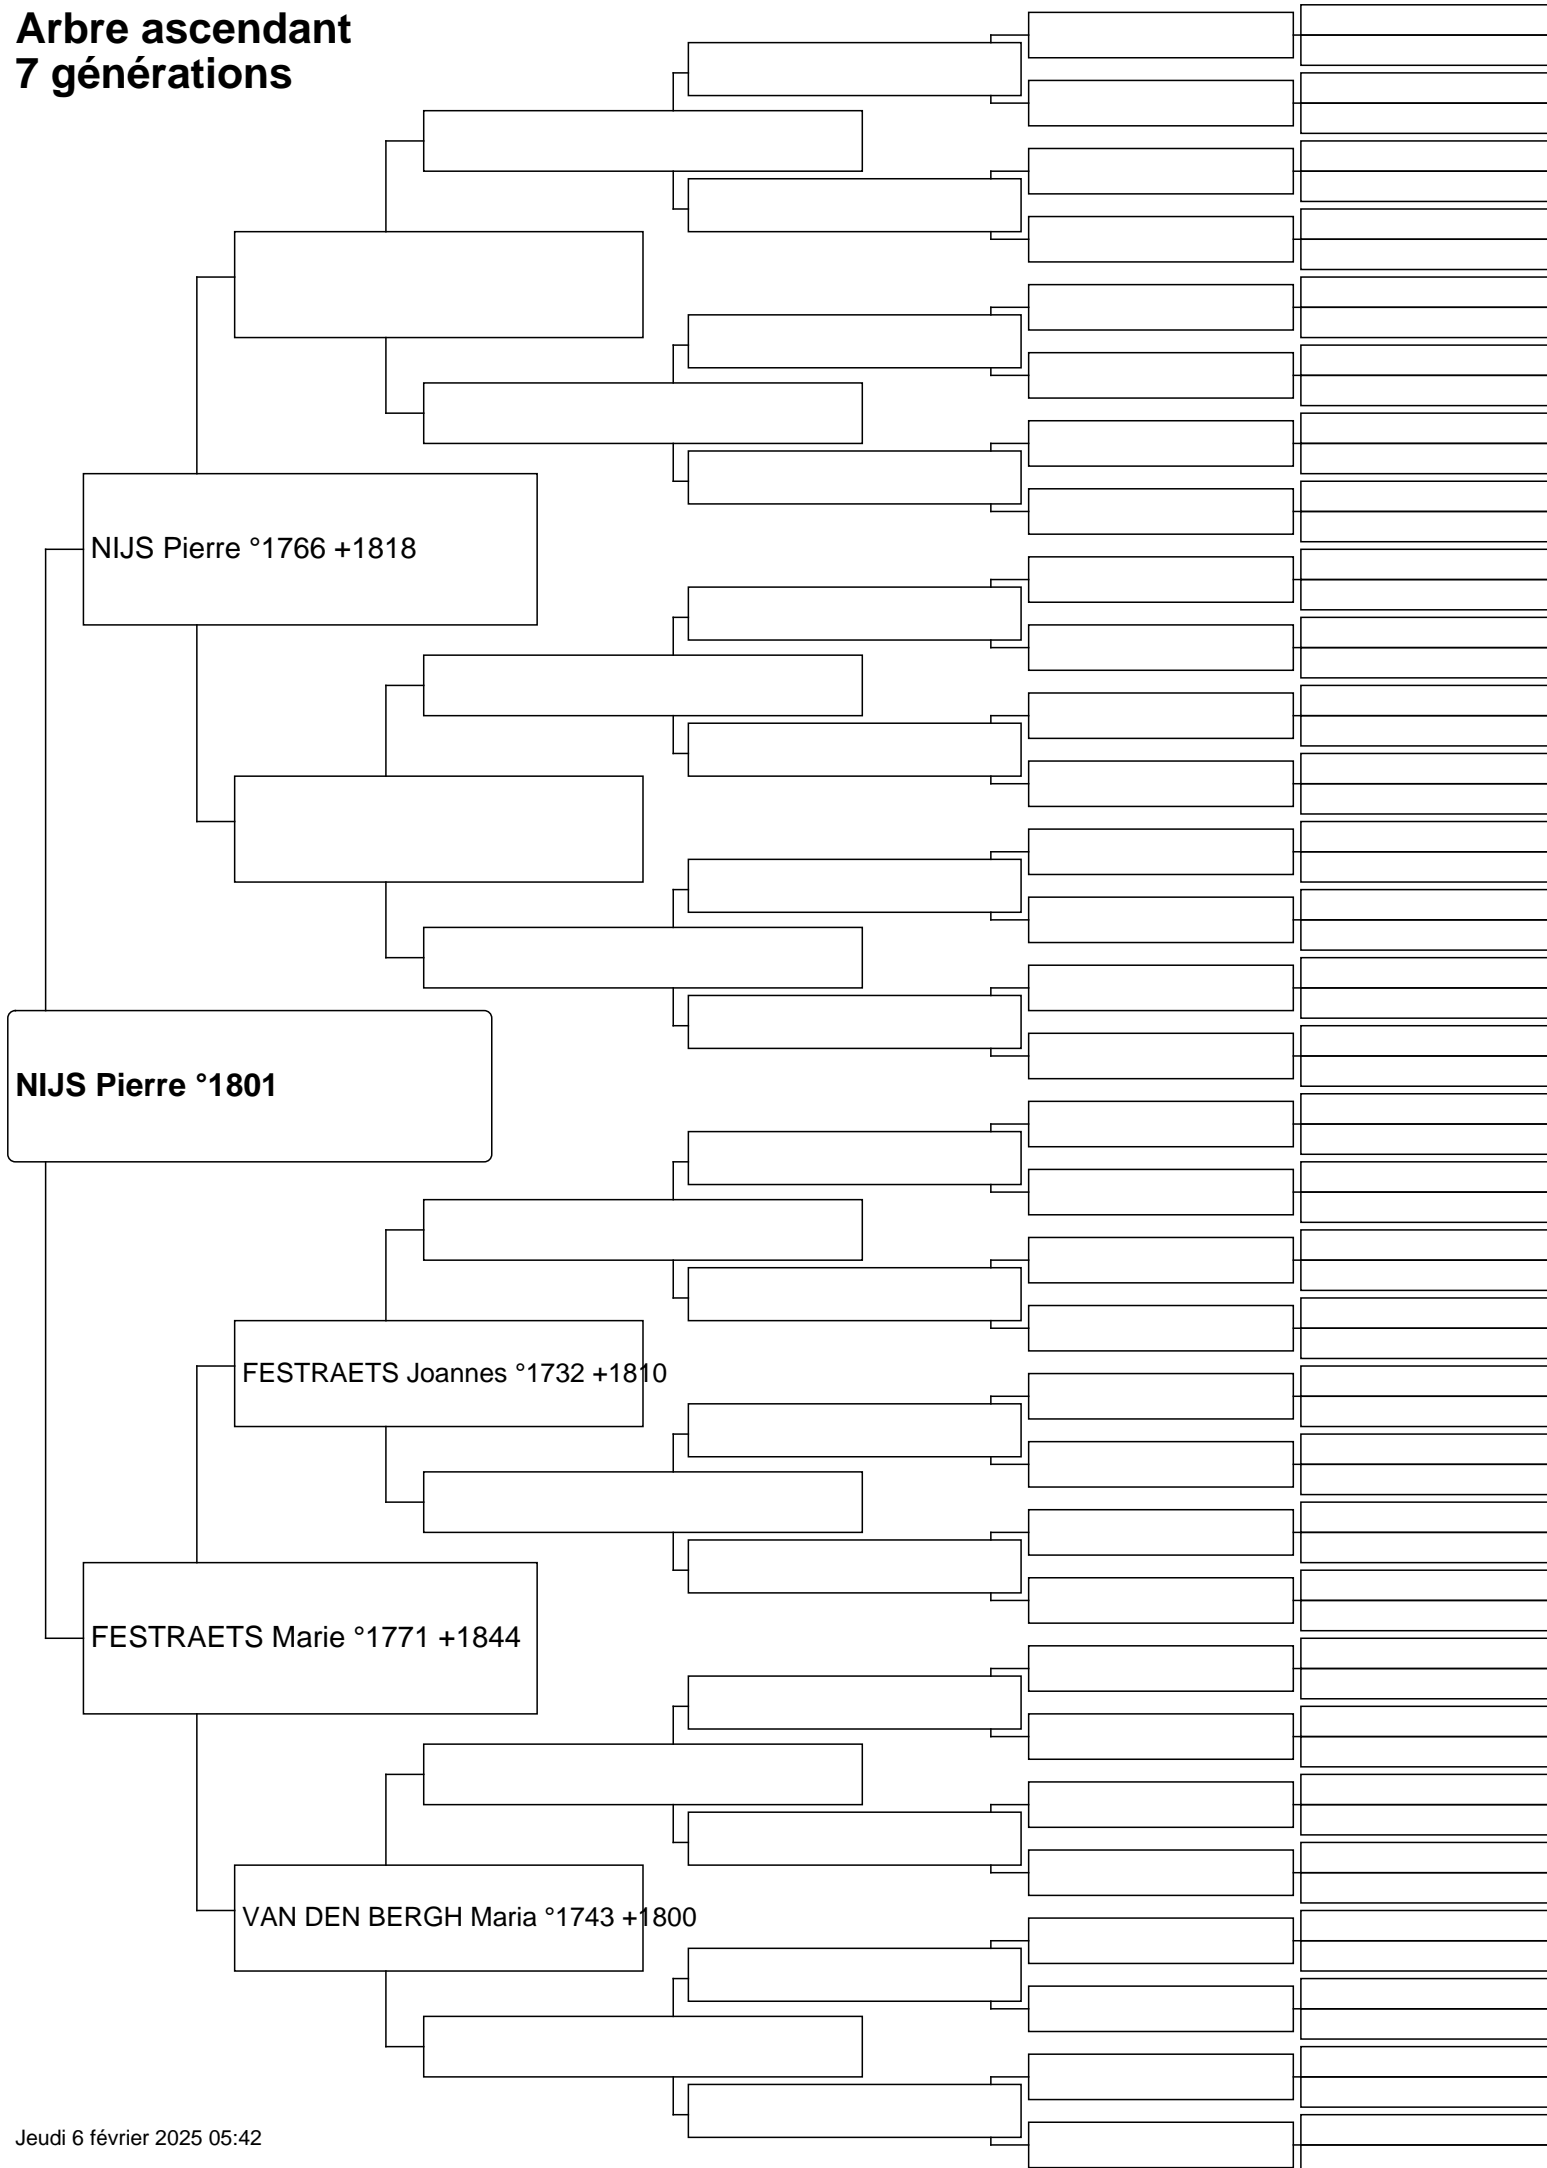 Arbre ascendant
7 générations
NIJS Pierre °1766 +1818
NIJS Pierre °1801
FESTRAETS Joannes °1732 +1810
FESTRAETS Marie °1771 +1844
VAN DEN BERGH Maria °1743 +1800
Jeudi 6 février 2025 05:42